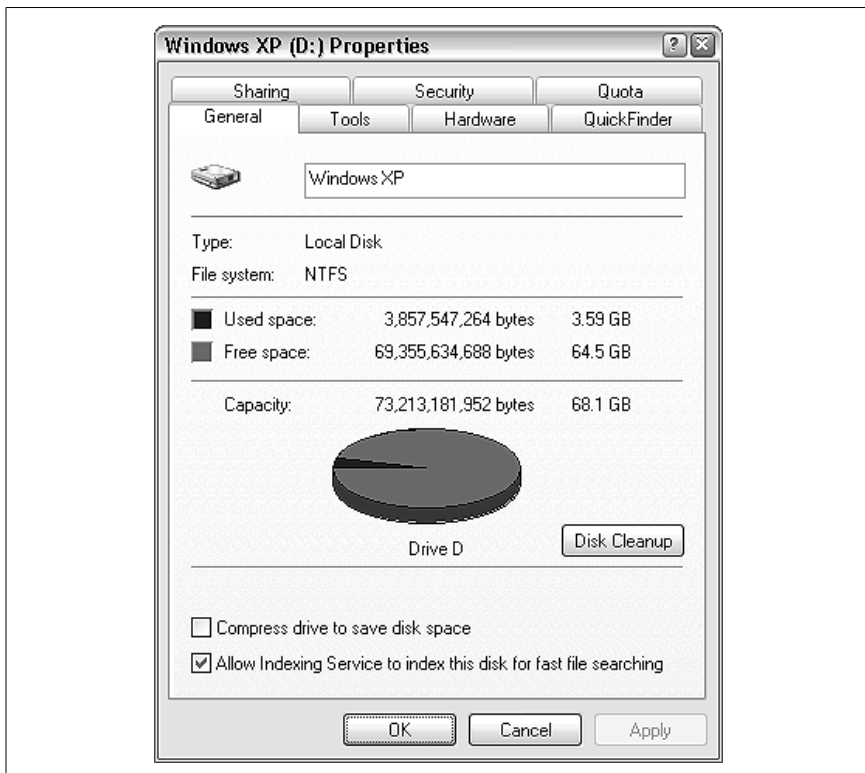 Windows XP (D:) Properties
Sharing Security Quota
General Tools Hardware QuickFinder
Windows XP
Type: Local Disk
File system: NTFS
Used space: 3,857,547,264 bytes 3.59 GB
Free space: 69,355,634,688 bytes 64.5 GB
Capacity: 73,213,181,952 bytes 68.1 GB
Drive D
Disk Cleanup
Compress drive to save disk space
Allow Indexing Service to index this disk for fast file searching
OK Cancel Apply